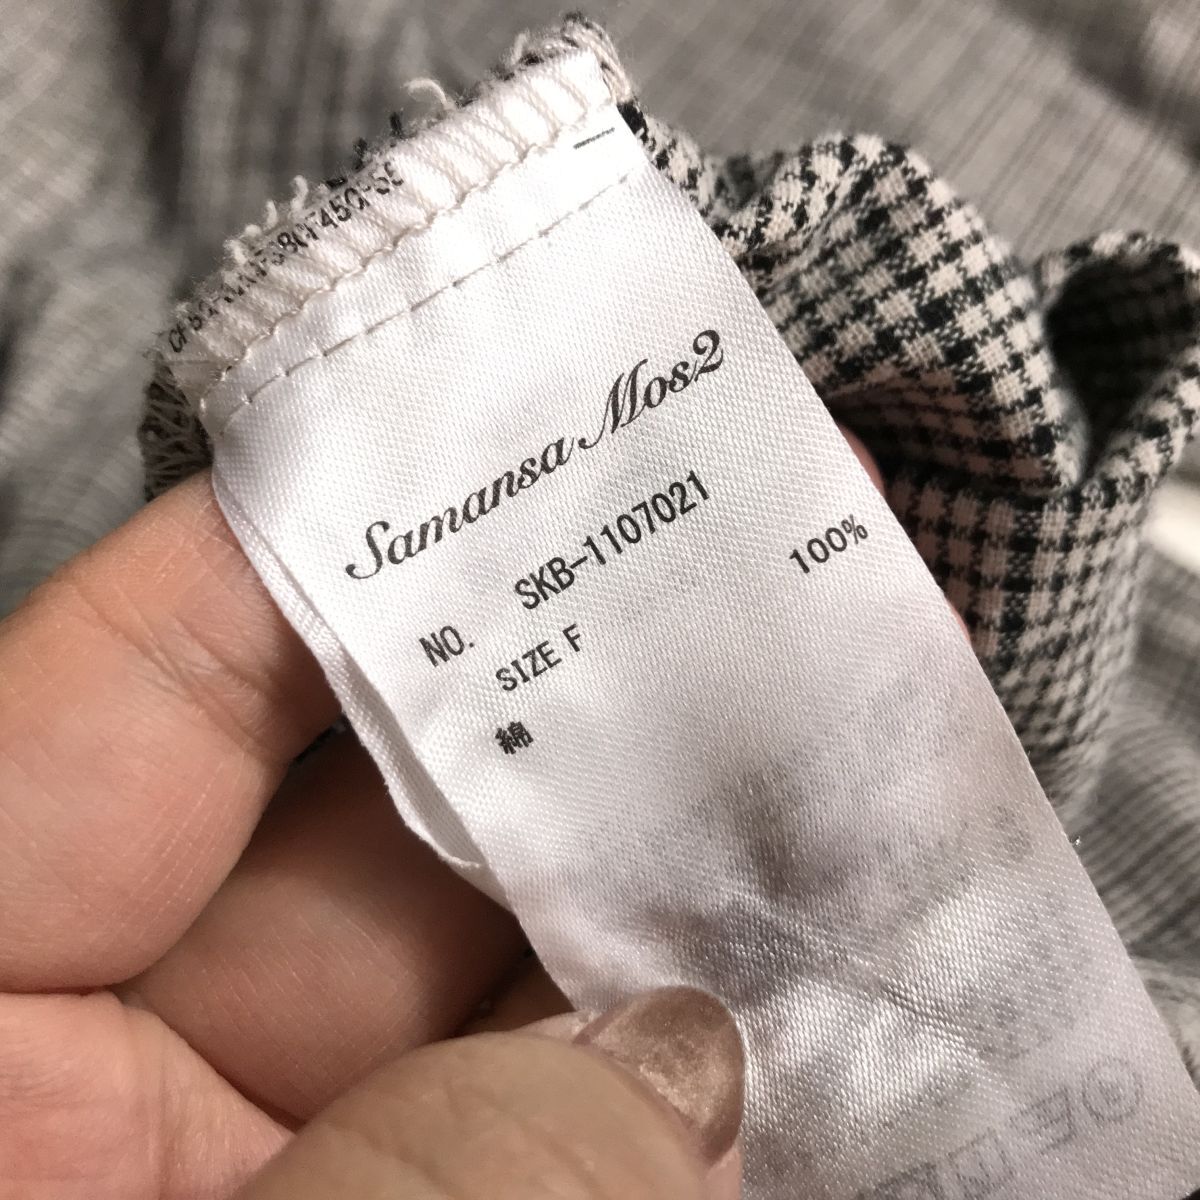 Samansa Mos2
NO. SKB-1107021
SIZE F
綿 100%